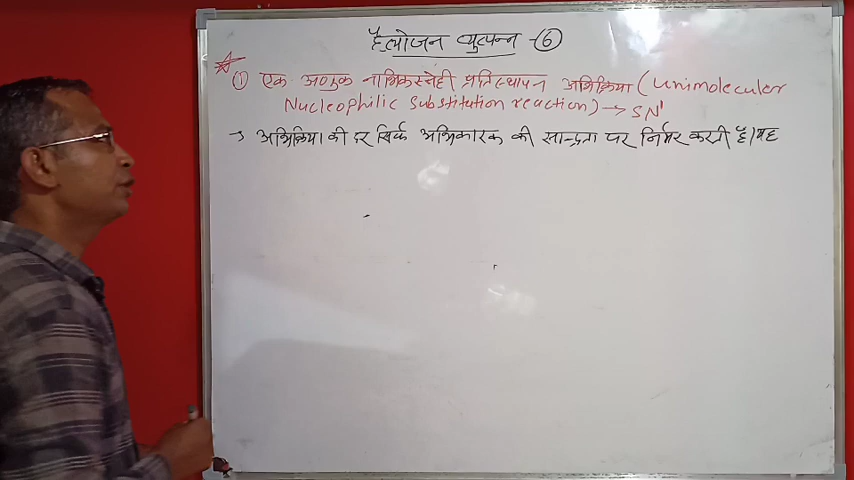 हैलोजन व्युत्पन्न -⑥
① एक अणुक नाभिकस्नेही प्रतिस्थापन अभिक्रिया (Unimolecular
Nucleophilic Substitution reaction) → SN¹
→ अभिक्रिया की दर सिर्फ अभिकारक की सान्द्रता पर निर्भर करती है। यह